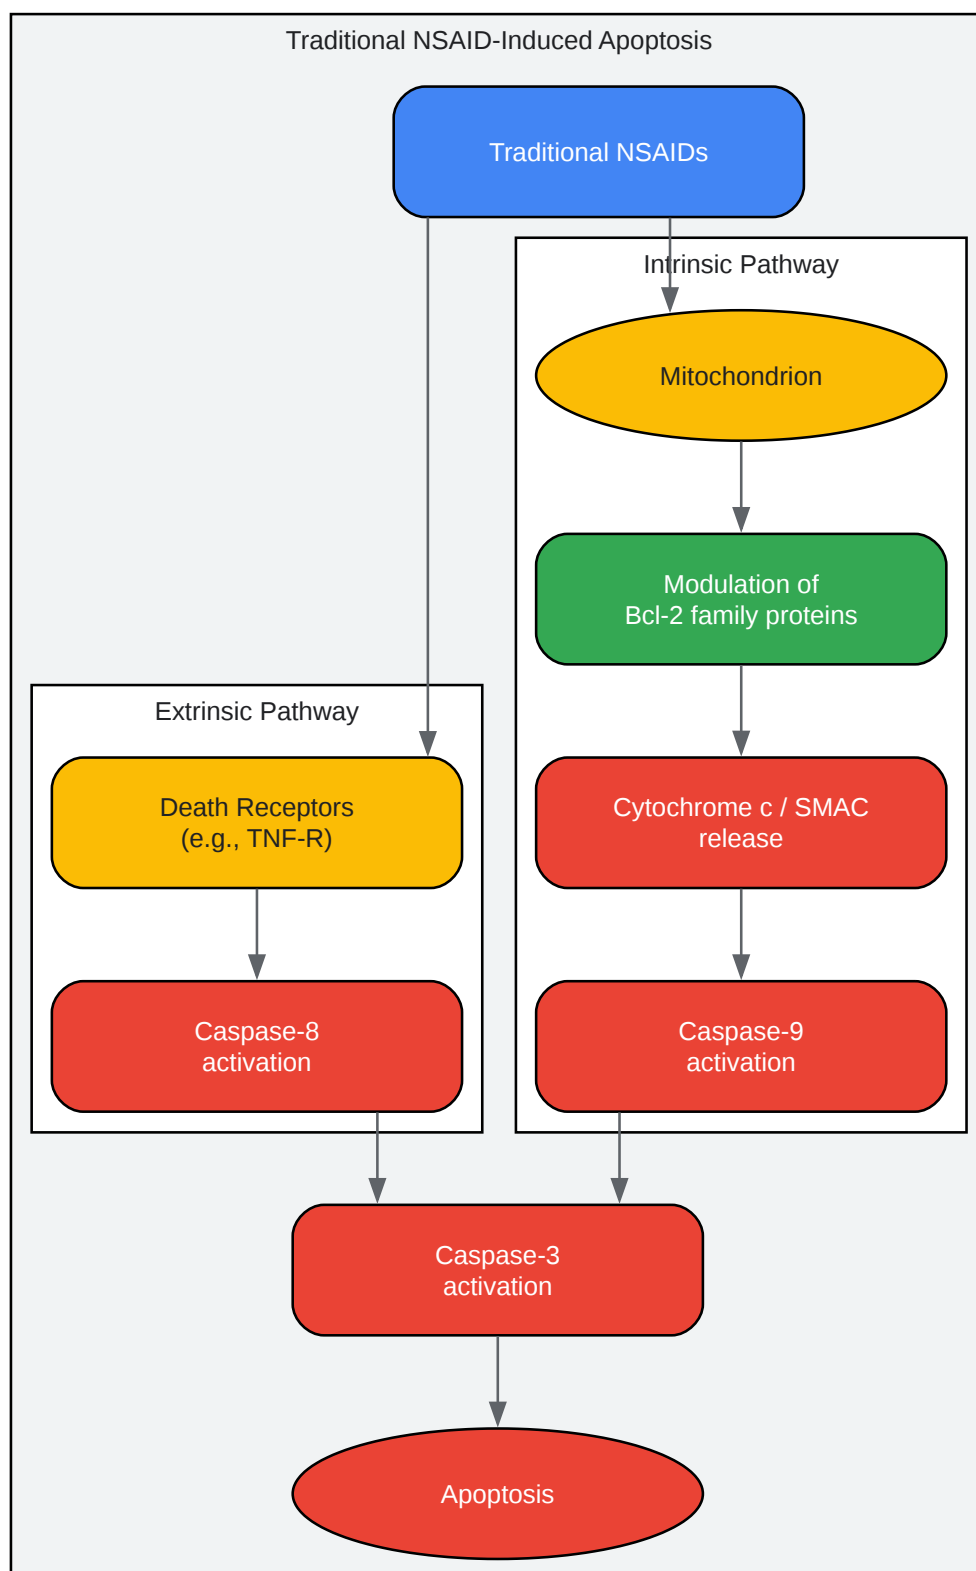 Traditional NSAID-Induced Apoptosis
Traditional NSAIDs
Intrinsic Pathway
Mitochondrion
Modulation of
Bcl-2 family proteins
Extrinsic Pathway
Death Receptors
(e.g., TNF-R)
Cytochrome c / SMAC
release
Caspase-8
activation
Caspase-9
activation
Caspase-3
activation
Apoptosis